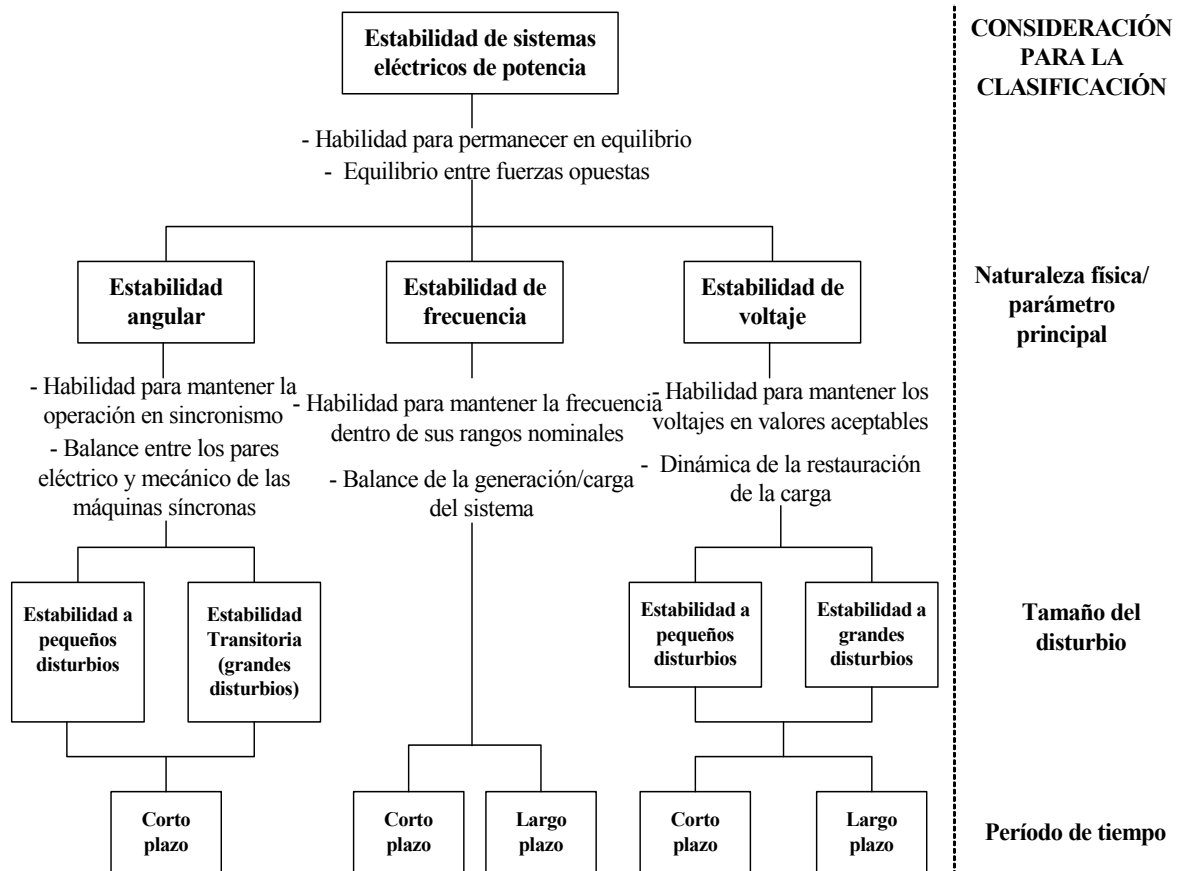 Estabilidad de sistemas
eléctricos de potencia
CONSIDERACIÓN
PARA LA
CLASIFICACIÓN
- Habilidad para permanecer en equilibrio
- Equilibrio entre fuerzas opuestas
Estabilidad
angular
Estabilidad de
frecuencia
Estabilidad de
voltaje
Naturaleza física/
parámetro
principal
- Habilidad para mantener la
operación en sincronismo
- Balance entre los pares
eléctrico y mecánico de las
máquinas síncronas
- Habilidad para mantener la frecuencia
dentro de sus rangos nominales
- Balance de la generación/carga
del sistema
- Habilidad para mantener los
voltajes en valores aceptables
- Dinámica de la restauración
de la carga
Estabilidad a
pequeños
disturbios
Estabilidad
Transitoria
(grandes
disturbios)
Estabilidad a
pequeños
disturbios
Estabilidad a
grandes
disturbios
Tamaño del
disturbio
Corto
plazo
Corto
plazo
Largo
plazo
Corto
plazo
Largo
plazo
Período de tiempo